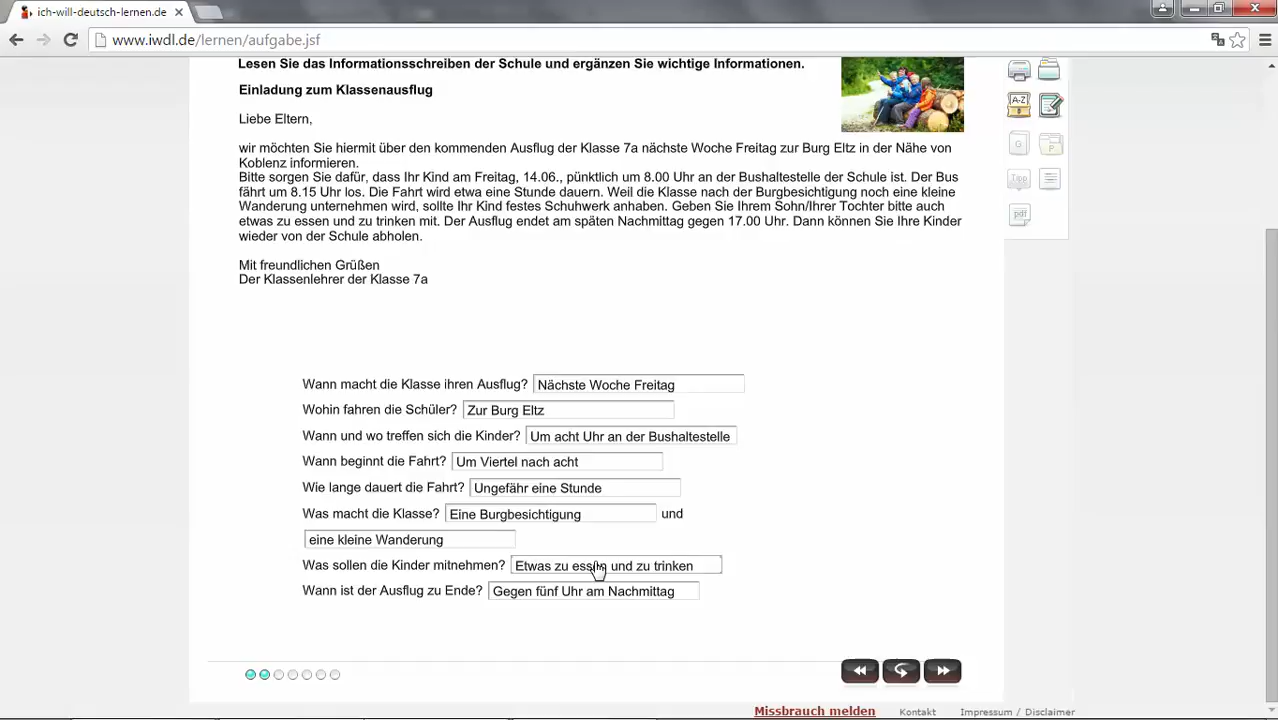 ich-will-deutsch-lernen.de
www.iwdl.de/lernen/aufgabe.jsf
Lesen Sie das Informationsschreiben der Schule und ergänzen Sie wichtige Informationen.
Einladung zum Klassenausflug
Liebe Eltern,
wir möchten Sie hiermit über den kommenden Ausflug der Klasse 7a nächste Woche Freitag zur Burg Eltz in der Nähe von
Koblenz informieren.
Bitte sorgen Sie dafür, dass Ihr Kind am Freitag, 14.06., pünktlich um 8.00 Uhr an der Bushaltestelle der Schule ist. Der Bus
fährt um 8.15 Uhr los. Die Fahrt wird etwa eine Stunde dauern. Weil die Klasse nach der Burgbesichtigung noch eine kleine
Wanderung unternehmen wird, sollte Ihr Kind festes Schuhwerk anhaben. Geben Sie Ihrem Sohn/Ihrer Tochter bitte auch
etwas zu essen und zu trinken mit. Der Ausflug endet am späten Nachmittag gegen 17.00 Uhr. Dann können Sie Ihre Kinder
wieder von der Schule abholen.
Mit freundlichen Grüßen
Der Klassenlehrer der Klasse 7a
Wann macht die Klasse ihren Ausflug? Nächste Woche Freitag
Wohin fahren die Schüler? Zur Burg Eltz
Wann und wo treffen sich die Kinder? Um acht Uhr an der Bushaltestelle
Wann beginnt die Fahrt? Um Viertel nach acht
Wie lange dauert die Fahrt? Ungefähr eine Stunde
Was macht die Klasse? Eine Burgbesichtigung und
eine kleine Wanderung
Was sollen die Kinder mitnehmen? Etwas zu essen und zu trinken
Wann ist der Ausflug zu Ende? Gegen fünf Uhr am Nachmittag
A-Z
G
P
Tipp
pdf
Missbrauch melden Kontakt Impressum / Disclaimer